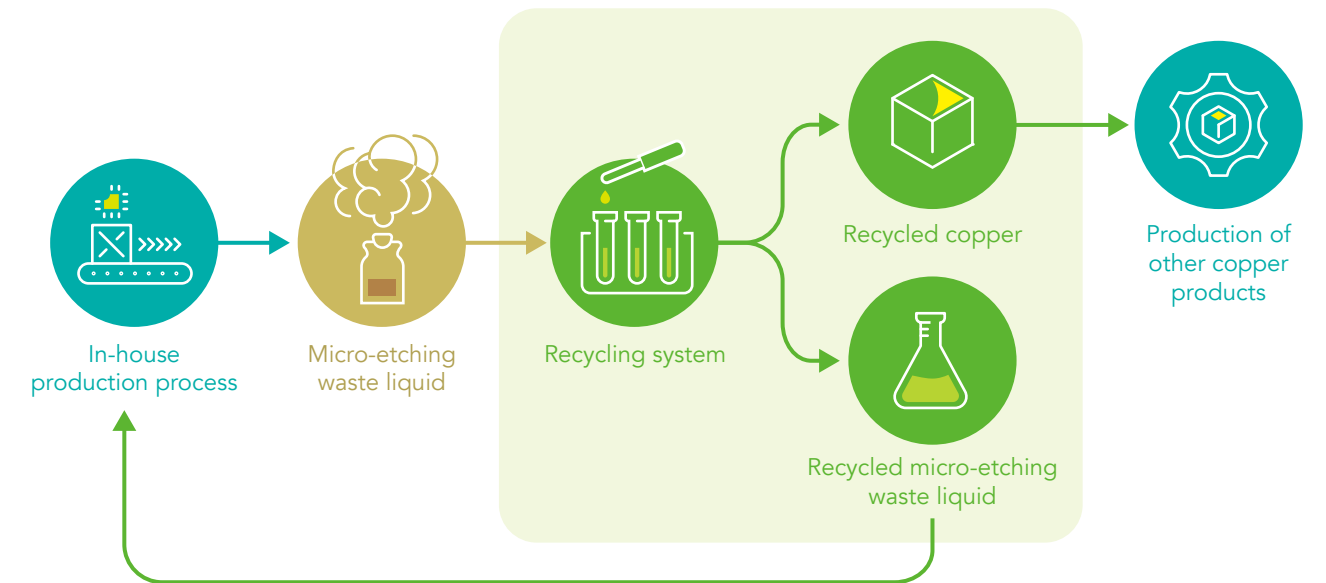 In-house
production process
Micro-etching
waste liquid
Recycling system
Recycled copper
Recycled micro-etching
waste liquid
Production of
other copper
products